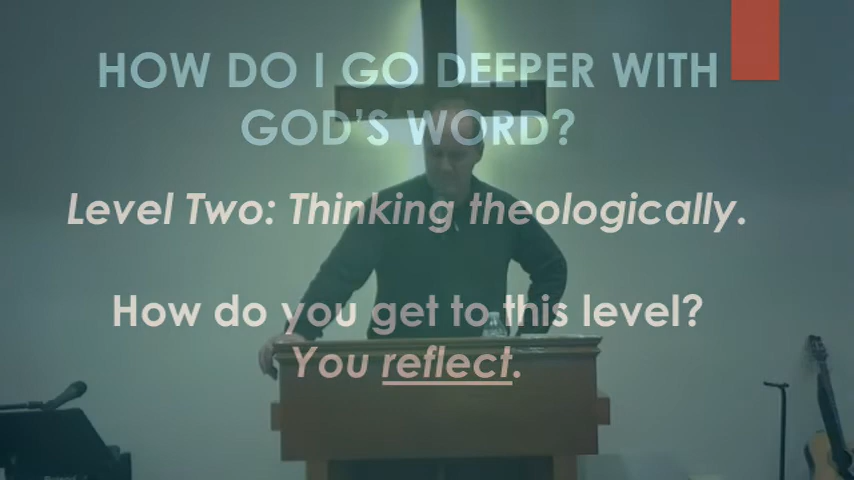 HOW DO I GO DEEPER WITH
GOD'S WORD?
Level Two: Thinking theologically.
How do you get to this level?
You reflect.